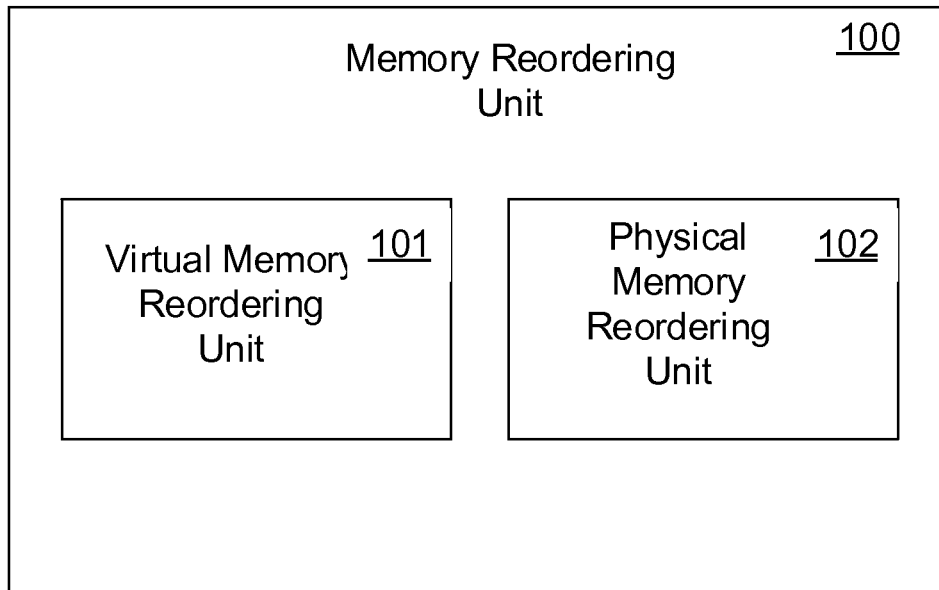 100
Memory Reordering
Unit
101
Virtual Memory
Reordering
Unit
102
Physical
Memory
Reordering
Unit